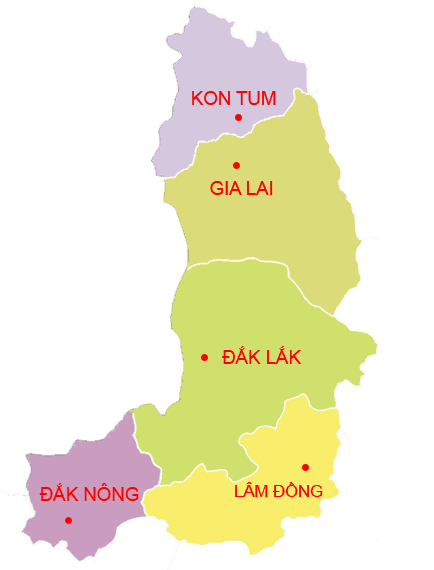 KON TUM
GIA LAI
ĐẮK LẮK
ĐẮK NÔNG
LÂM ĐỒNG